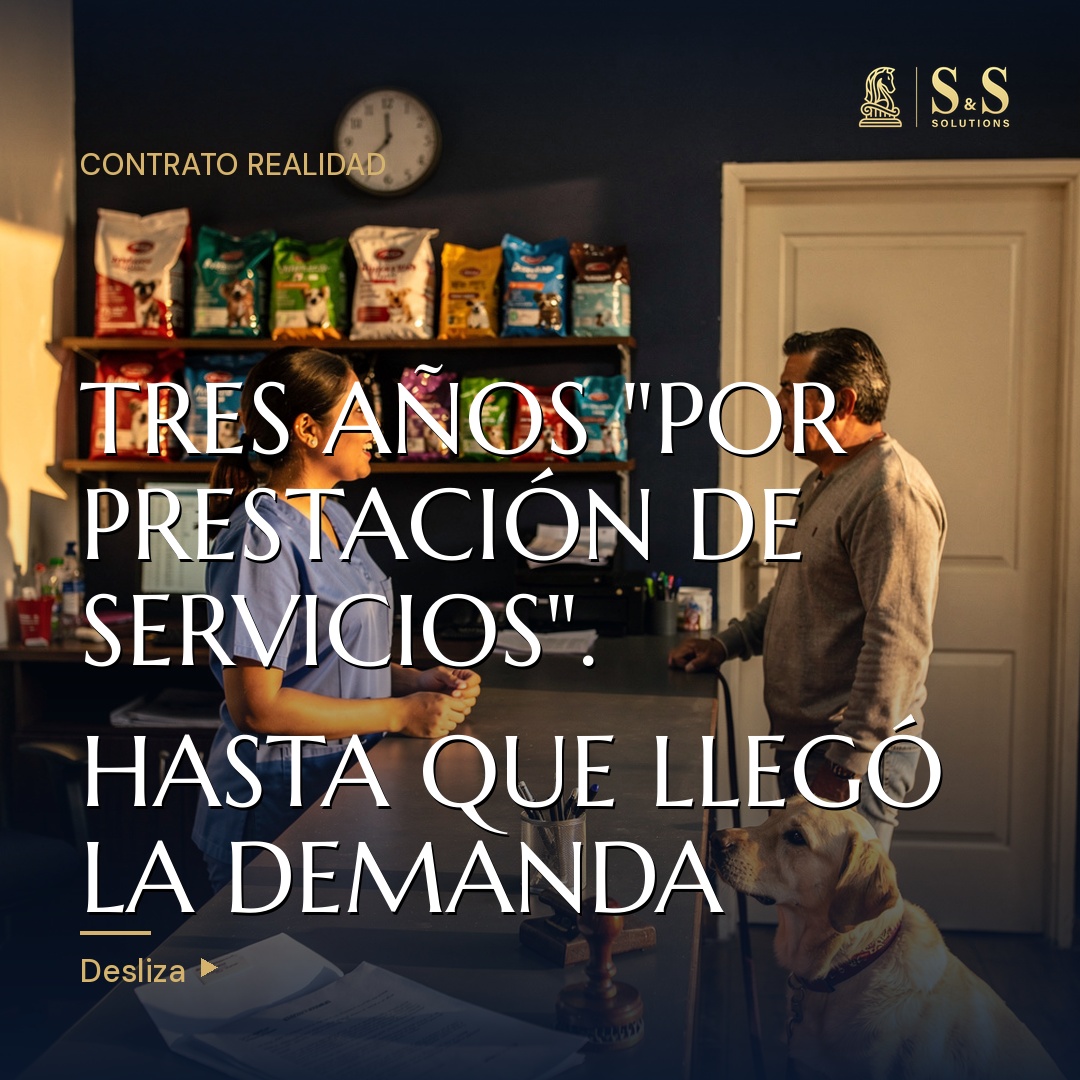 S&S
SOLUTIONS
CONTRATO REALIDAD
TRES AÑOS "POR
PRESTACIÓN DE
SERVICIOS".
HASTA QUE LLEGÓ
LA DEMANDA
Desliza